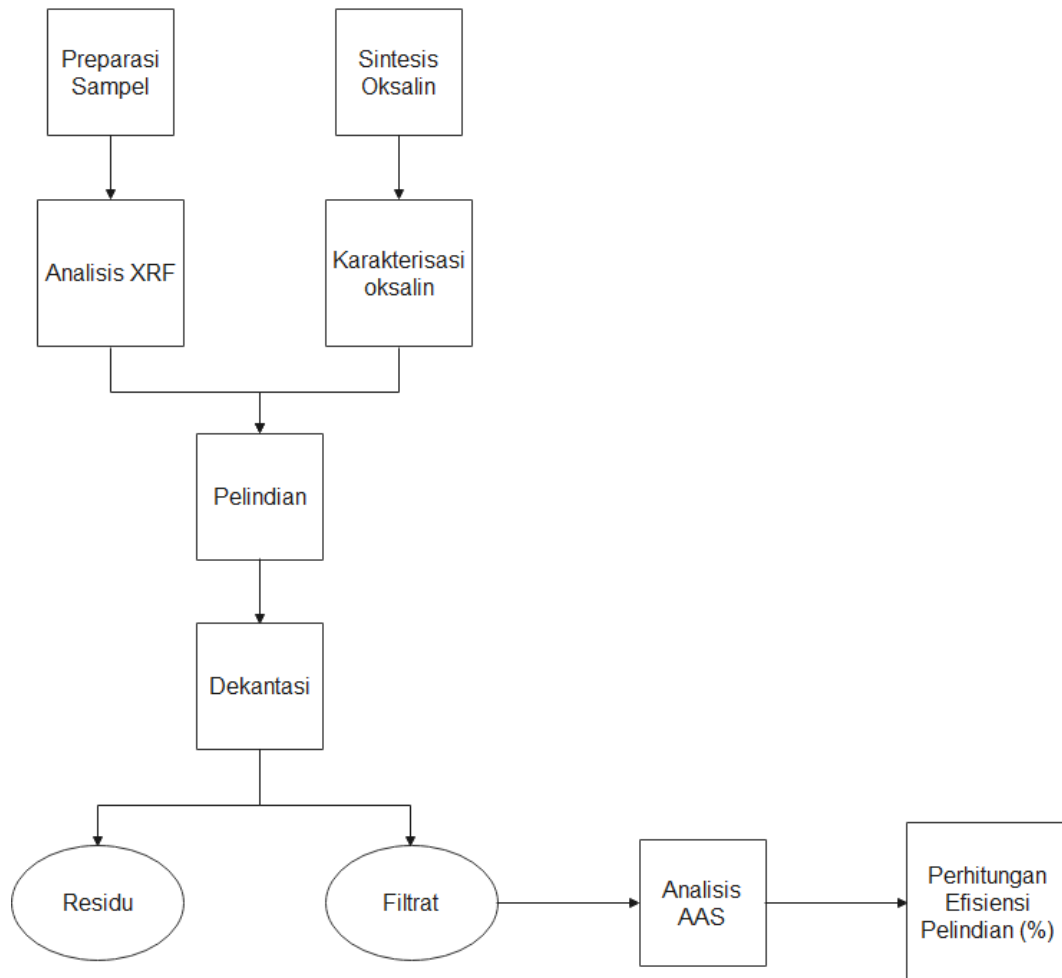 Preparasi
Sampel
Sintesis
Oksalin
Analisis XRF
Karakterisasi
oksalin
Pelindian
Dekantasi
Residu
Filtrat
Analisis
AAS
Perhitungan
Efisiensi
Pelindian (%)